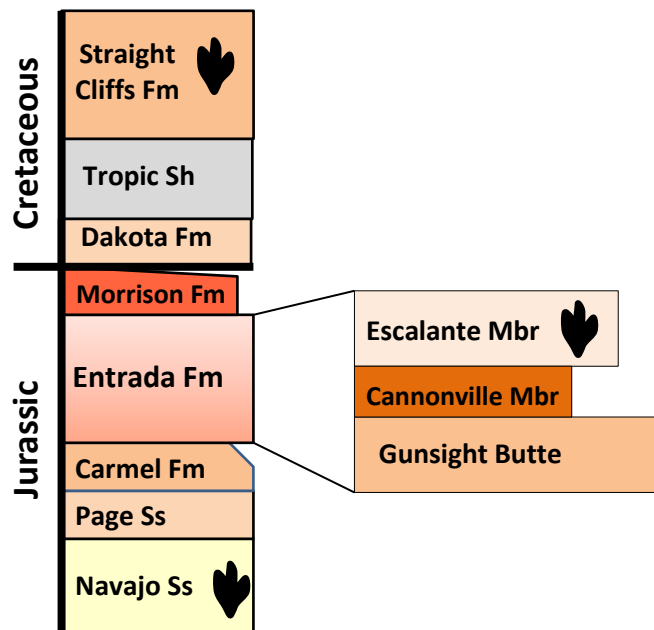 Cretaceous
Straight
Cliffs Fm
Tropic Sh
Dakota Fm
Jurassic
Morrison Fm
Entrada Fm
Carmel Fm
Page Ss
Navajo Ss
Escalante Mbr
Cannonville Mbr
Gunsight Butte